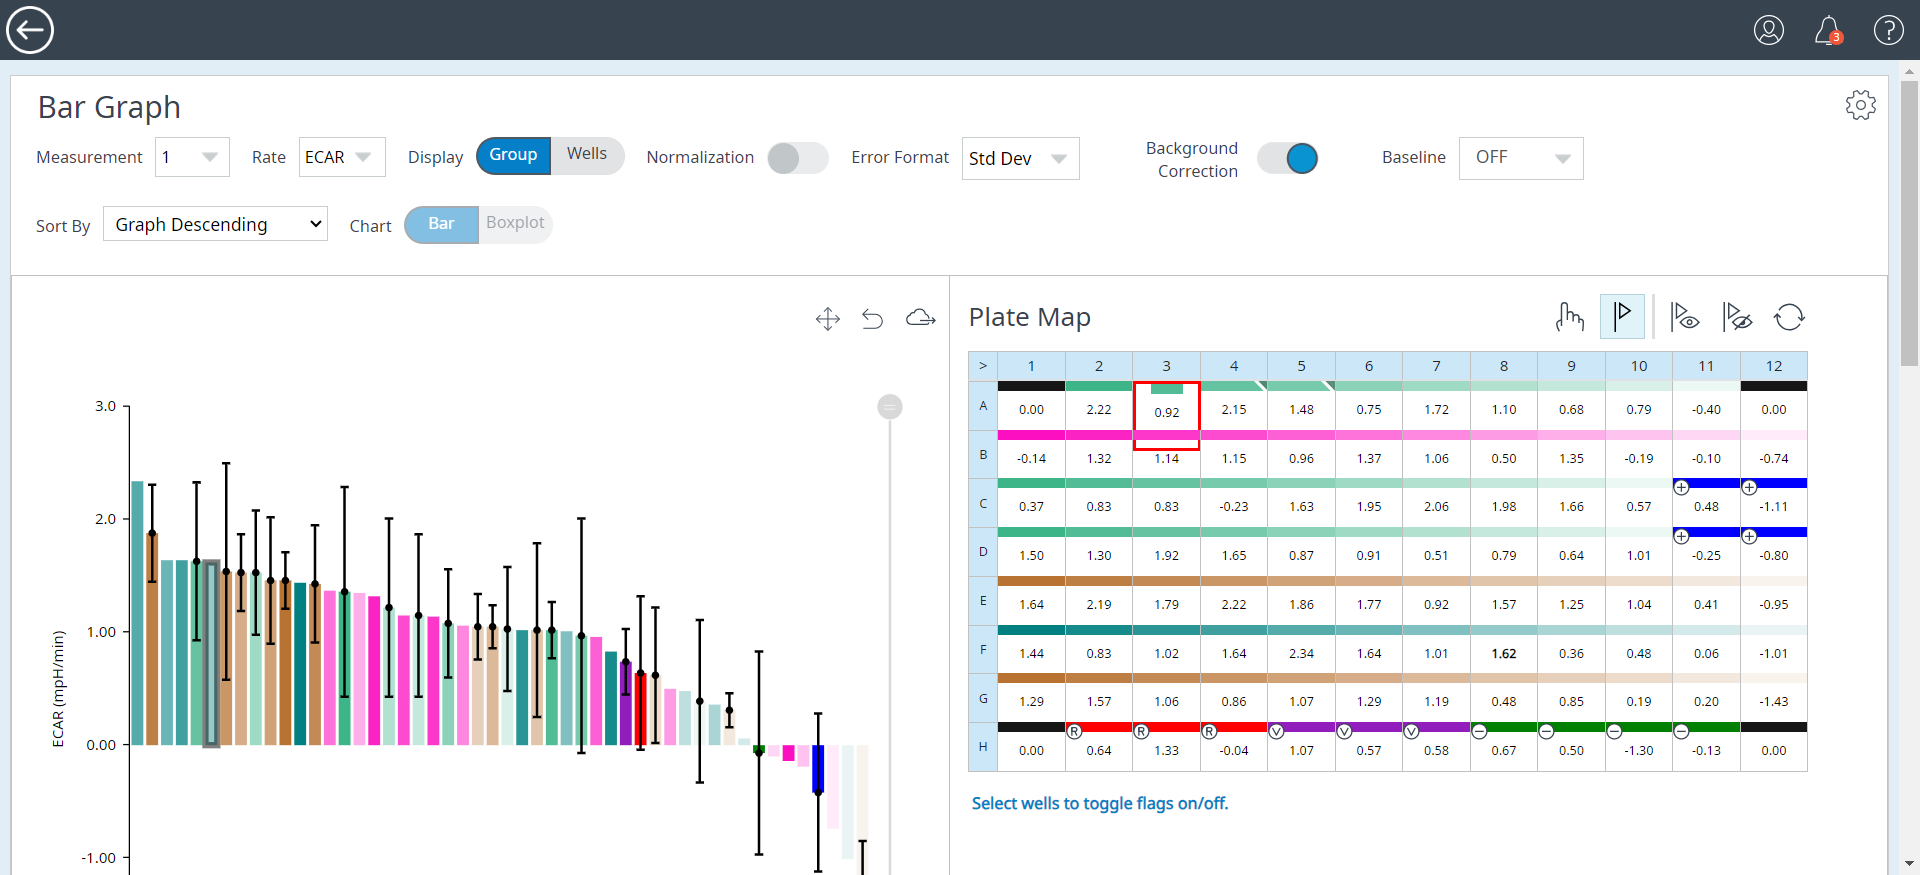 3
Bar Graph
Measurement 1 Rate ECAR Display Group Wells Normalization Error Format Std Dev Background Correction Baseline OFF
Sort By Graph Descending Chart Bar Boxplot
Plate Map
3.0
2.0
1.00
0.00
-1.00
ECAR (mpH/min)
> 1 2 3 4 5 6 7 8 9 10 11 12
A 0.00 2.22 0.92 2.15 1.48 0.75 1.72 1.10 0.68 0.79 -0.40 0.00
B -0.14 1.32 1.14 1.15 0.96 1.37 1.06 0.50 1.35 -0.19 -0.10 -0.74
C 0.37 0.83 0.83 -0.23 1.63 1.95 2.06 1.98 1.66 0.57 0.48 -1.11
D 1.50 1.30 1.92 1.65 0.87 0.91 0.51 0.79 0.64 1.01 -0.25 -0.80
E 1.64 2.19 1.79 2.22 1.86 1.77 0.92 1.57 1.25 1.04 0.41 -0.95
F 1.44 0.83 1.02 1.64 2.34 1.64 1.01 1.62 0.36 0.48 0.06 -1.01
G 1.29 1.57 1.06 0.86 1.07 1.29 1.19 0.48 0.85 0.19 0.20 -1.43
R R R V V V
H 0.00 0.64 1.33 -0.04 1.07 0.57 0.58 0.67 0.50 -1.30 -0.13 0.00
Select wells to toggle flags on/off.